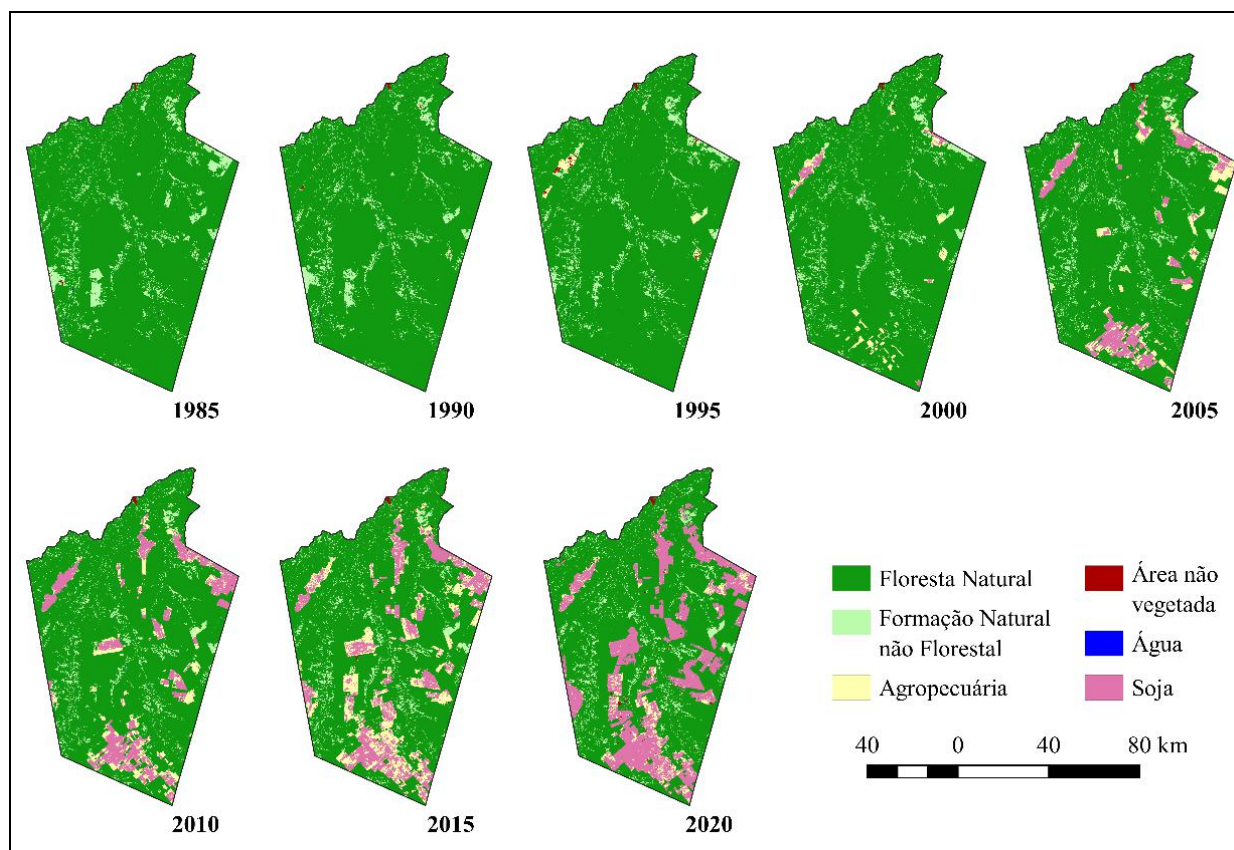 1985
1990
1995
2000
2005
2010
2015
2020
Floresta Natural
Formação Natural
não Florestal
Agropecuária
Área não
vegetada
Água
Soja
40 0 40 80 km